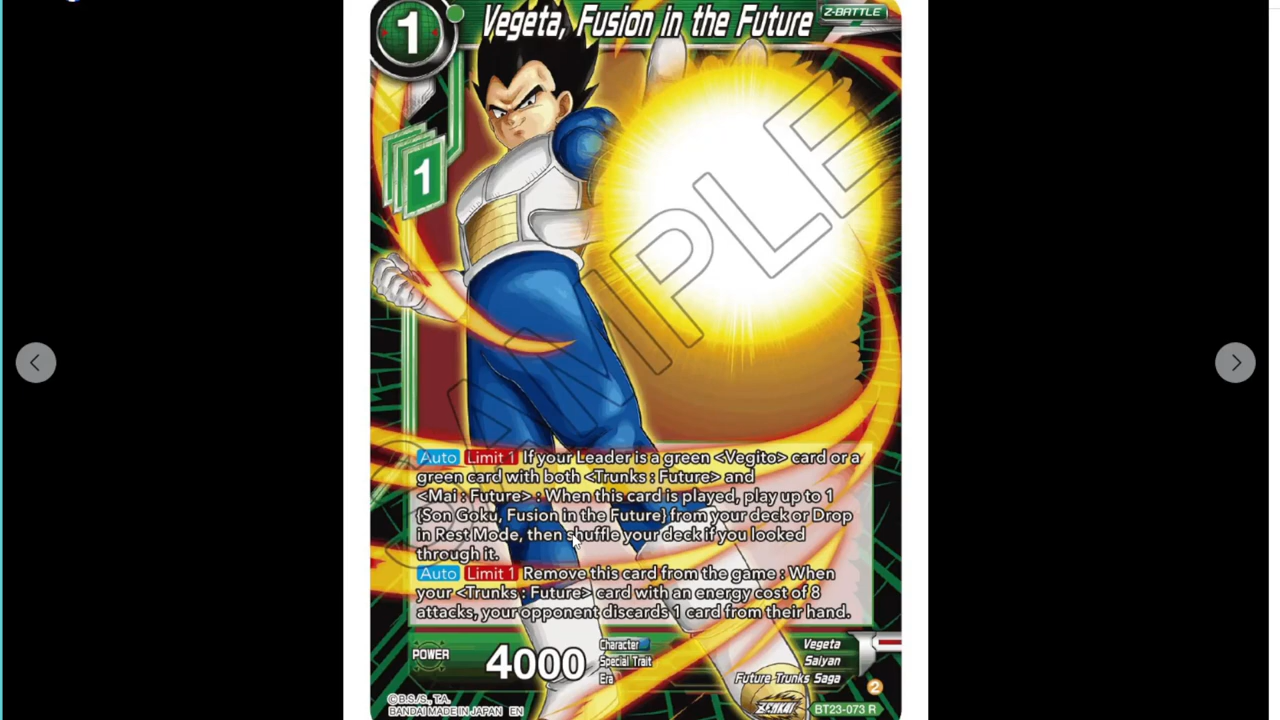 1
Vegeta, Fusion in the Future
Z-BATTLE
1
SAMPLE
Auto Limit 1 If your Leader is a green <Vegito> card or a
green card with both <Trunks : Future> and
<Mai : Future> : When this card is played, play up to 1
{Son Goku, Fusion in the Future} from your deck or Drop
in Rest Mode, then shuffle your deck if you looked
through it.
Auto Limit 1 Remove this card from the game : When
your <Trunks : Future> card with an energy cost of 8
attacks, your opponent discards 1 card from their hand.
POWER
4000
Character Vegeta
Special Trait Saiyan
Era Future Trunks Saga
2
©B.S./S., T.A.
BANDAI MADE IN JAPAN EN
ZENKAI
BT23-073 R